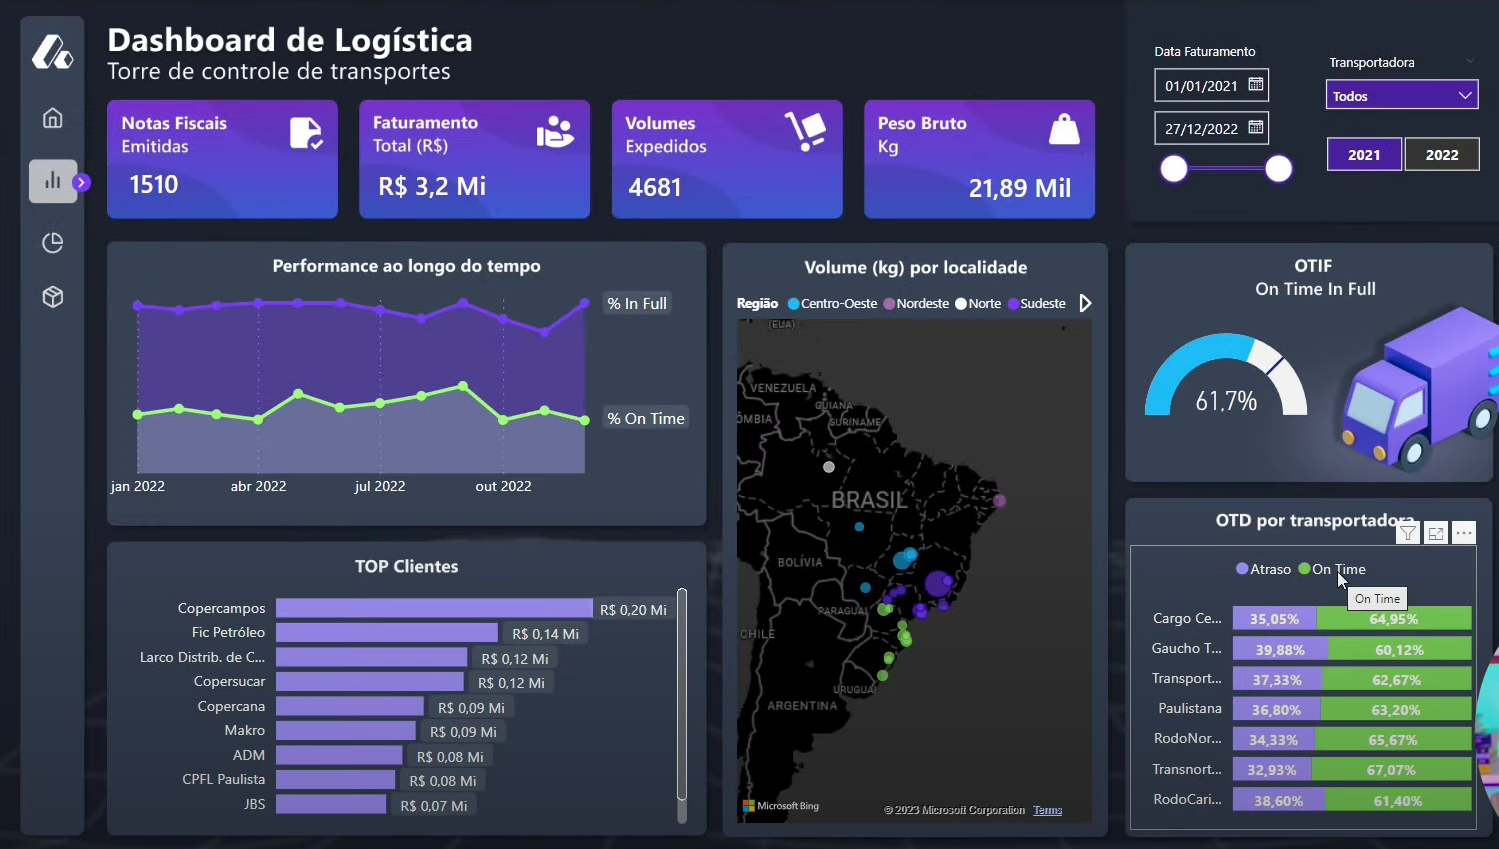 Dashboard de Logística
Torre de controle de transportes
Data Faturamento
01/01/2021
27/12/2022
Transportadora
Todos
2021
2022
Notas Fiscais
Emitidas
1510
Faturamento
Total (R$)
R$ 3,2 Mi
Volumes
Expedidos
4681
Peso Bruto
Kg
21,89 Mil
Performance ao longo do tempo
% In Full
% On Time
jan 2022
abr 2022
jul 2022
out 2022
Volume (kg) por localidade
Região
Centro-Oeste
Nordeste
Norte
Sudeste
(EUA)
VENEZUELA
GUIANA
SURINAME
ÔMBIA
BRASIL
BOLÍVIA
PARAGUAI
CHILE
URUGUAI
ARGENTINA
Microsoft Bing
© 2023 Microsoft Corporation
Terms
OTIF
On Time In Full
61,7%
TOP Clientes
Copercampos R$ 0,20 Mi
Fic Petróleo R$ 0,14 Mi
Larco Distrib. de C... R$ 0,12 Mi
Copersucar R$ 0,12 Mi
Copercana R$ 0,09 Mi
Makro R$ 0,09 Mi
ADM R$ 0,08 Mi
CPFL Paulista R$ 0,08 Mi
JBS R$ 0,07 Mi
OTD por transportadora
Atraso
On Time
On Time
Cargo Ce... 35,05% 64,95%
Gaucho T... 39,88% 60,12%
Transport... 37,33% 62,67%
Paulistana 36,80% 63,20%
RodoNor... 34,33% 65,67%
Transnort... 32,93% 67,07%
RodoCari... 38,60% 61,40%